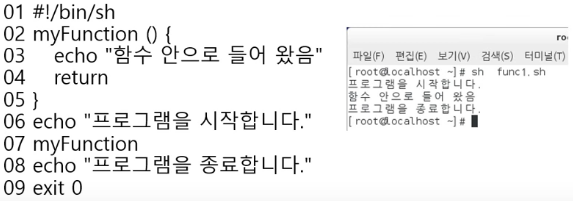 01 #!/bin/sh
02 myFunction () {
03 echo "함수 안으로 들어 왔음"
04 return
05 }
06 echo "프로그램을 시작합니다."
07 myFunction
08 echo "프로그램을 종료합니다."
09 exit 0
ro
파일(F) 편집(E) 보기(V) 검색(S) 터미널(T)
[root@localhost ~]# sh func1.sh
프로그램을 시작합니다.
함수 안으로 들어 왔음
프로그램을 종료합니다.
[root@localhost ~]#